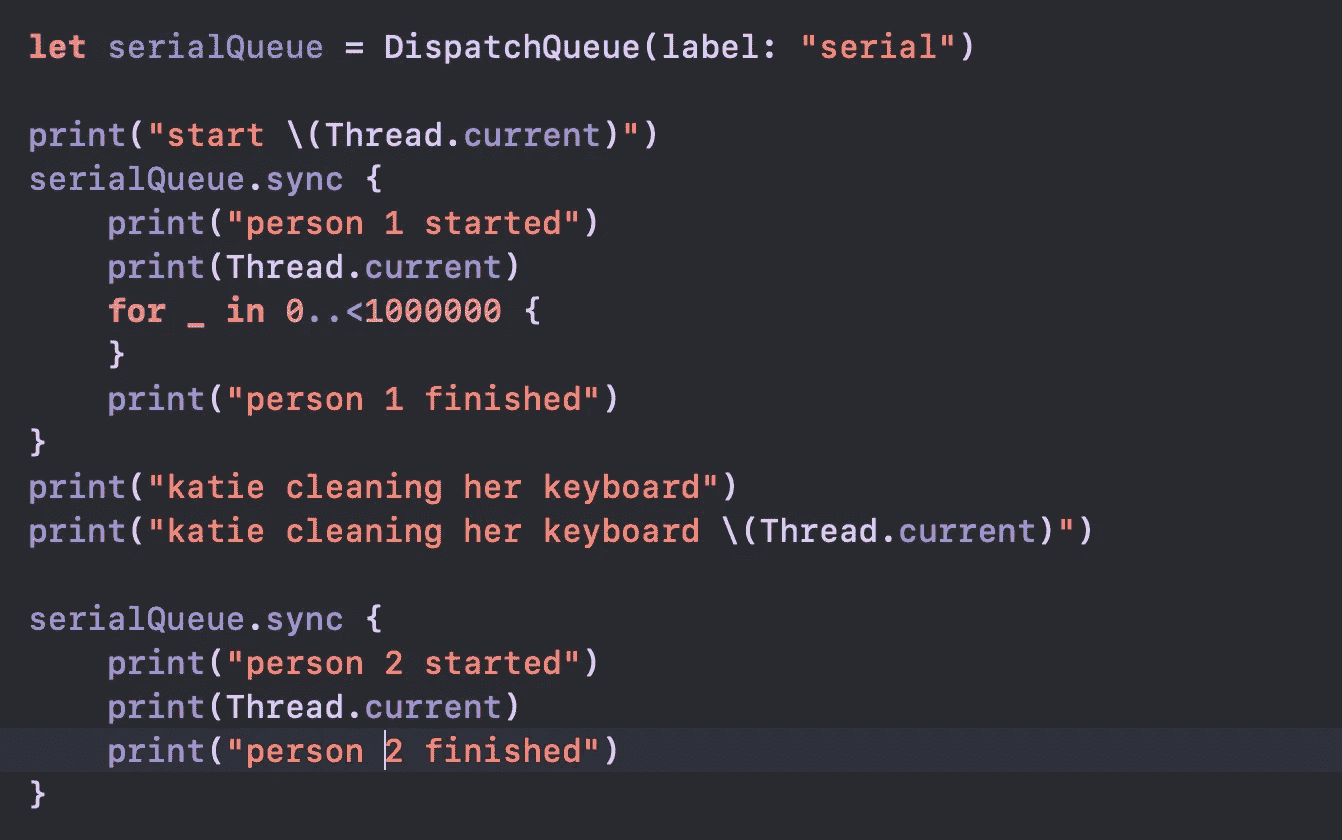 let serialQueue = DispatchQueue(label: "serial")
print("start \(Thread.current)")
serialQueue.sync {
    print("person 1 started")
    print(Thread.current)
    for _ in 0..<1000000 {
    }
    print("person 1 finished")
}
print("katie cleaning her keyboard")
print("katie cleaning her keyboard \(Thread.current)")
serialQueue.sync {
    print("person 2 started")
    print(Thread.current)
    print("person 2 finished")
}